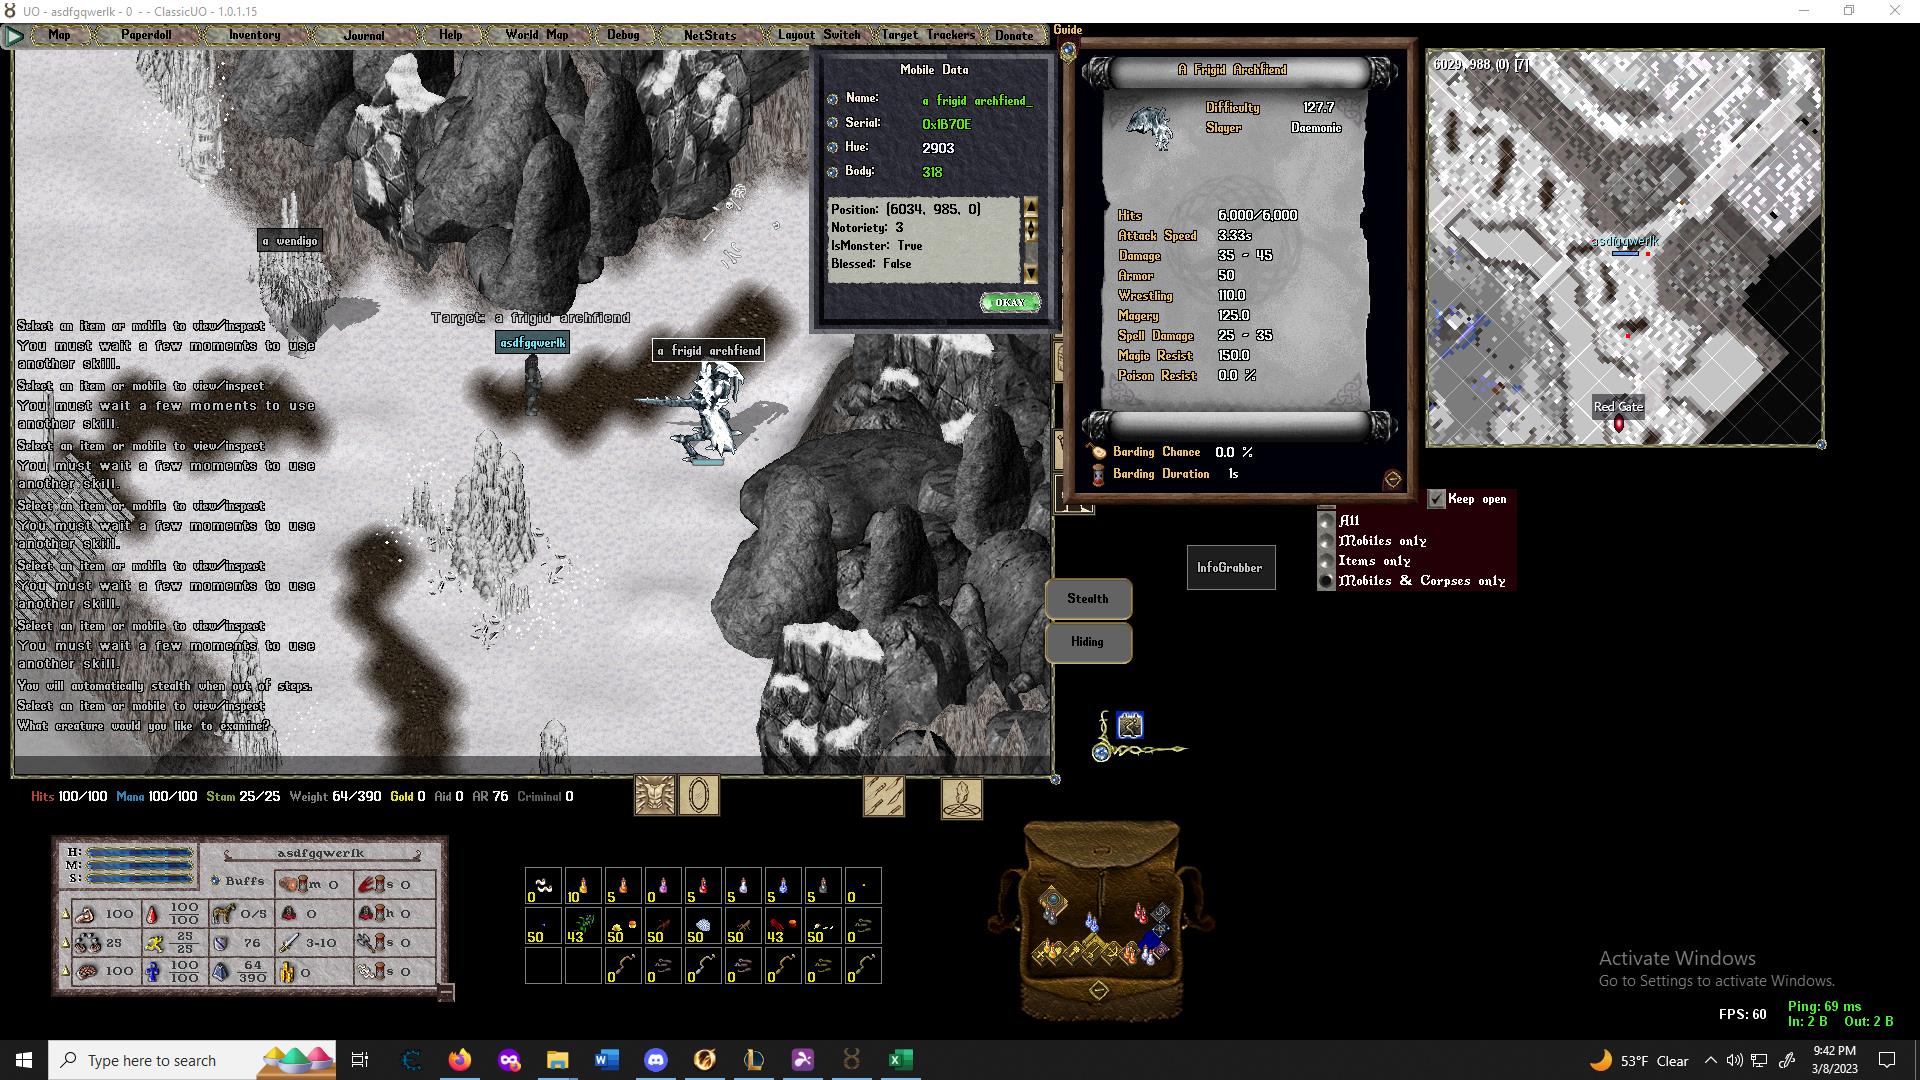 UO - asdfgqwerlk - 0 - - ClassicUO - 1.0.1.15
Map Paperdoll Inventory Journal Help World Map Debug NetStats Layout Switch Target Trackers Donate Guide
Mobile Data
Name: a frigid archfiend_
Serial: 0x1B70E
Hue: 2903
Body: 318
Position: (6034, 985, 0)
Notoriety: 3
IsMonster: True
Blessed: False
OKAY
A Frigid Archfiend
Difficulty 127.7
Slayer Daemonic
Hits 6,000/6,000
Attack Speed 3.33s
Damage 35 - 45
Armor 50
Wrestling 110.0
Magery 125.0
Spell Damage 25 - 35
Magic Resist 150.0
Poison Resist 0.0 %
Barding Chance 0.0 %
Barding Duration 1s
6029, 988, (0) [7]
asdfgqwerlk
Red Gate
a wendigo
Target: a frigid archfiend
asdfgqwerlk
a frigid archfiend
Select an item or mobile to view/inspect
You must wait a few moments to use
another skill.
Select an item or mobile to view/inspect
You must wait a few moments to use
another skill.
Select an item or mobile to view/inspect
You must wait a few moments to use
another skill.
Select an item or mobile to view/inspect
You must wait a few moments to use
another skill.
Select an item or mobile to view/inspect
You must wait a few moments to use
another skill.
Select an item or mobile to view/inspect
You must wait a few moments to use
another skill.
You will automatically stealth when out of steps.
Select an item or mobile to view/inspect
What creature would you like to examine?
Keep open
All
Mobiles only
Items only
Mobiles & Corpses only
InfoGrabber
Stealth
Hiding
Hits 100/100 Mana 100/100 Stam 25/25 Weight 64/390 Gold 0 Aid 0 AR 76 Criminal 0
H:
M:
S:
asdfgqwerlk
Buffs m 0 s 0
100 100 100 0/5 0 h 0
25 25 25 76 3-10 s 0
100 100 100 64 390 0 s 0
0 10 5 0 5 5 5 5 0
50 43 50 50 50 50 43 50 0
0 0 0 0 0 0 0
Activate Windows
Go to Settings to activate Windows.
FPS: 60
Ping: 69 ms
In: 2 B Out: 2 B
Type here to search
53°F Clear
9:42 PM
3/8/2023